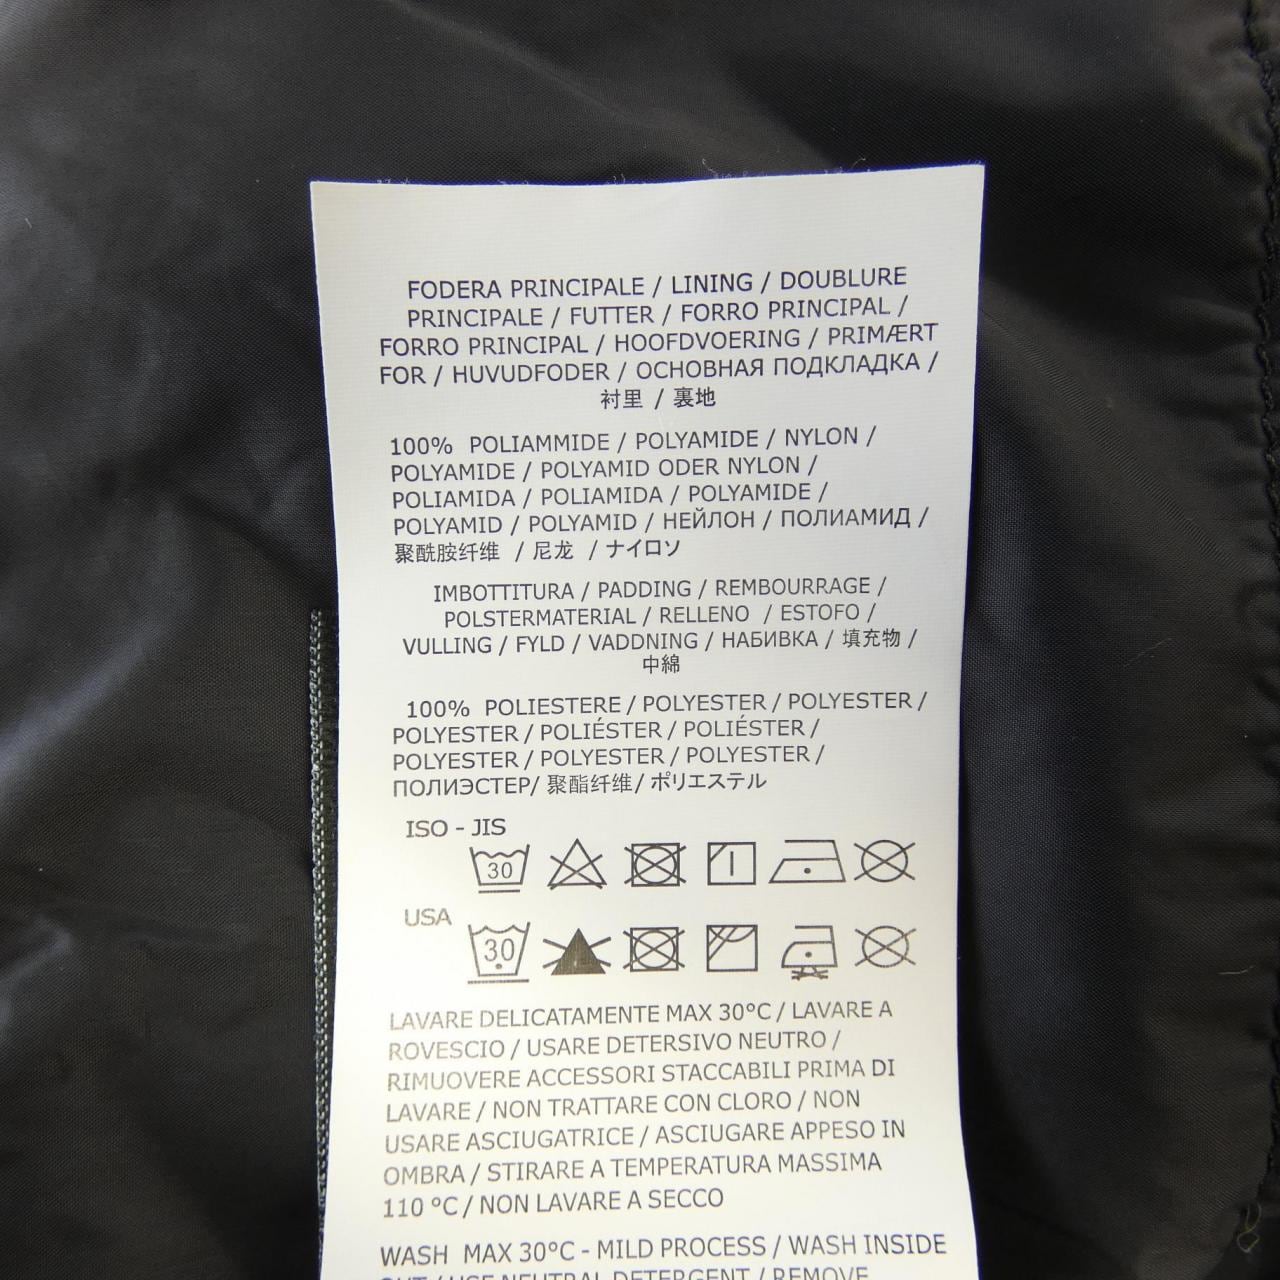 FODERA PRINCIPALE / LINING / DOUBLURE
PRINCIPALE / FUTTER / FORRO PRINCIPAL /
FORRO PRINCIPAL / HOOFDVOERING / PRIMÆRT
FOR / HUVUDFODER / ОСНОВНАЯ ПОДКЛАДКА /
衬里 / 裏地
100% POLIAMMIDE / POLYAMIDE / NYLON /
POLYAMIDE / POLYAMID ODER NYLON /
POLIAMIDA / POLIAMIDA / POLYAMIDE /
POLYAMID / POLYAMID / НЕЙЛОН / ПОЛИАМИД /
聚酰胺纤维 / 尼龙 / ナイロソ
IMBOTTITURA / PADDING / REMBOURRAGE /
POLSTERMATERIAL / RELLENO / ESTOFO /
VULLING / FYLD / VADDNING / НАБИВКА / 填充物 /
中綿
100% POLIESTERE / POLYESTER / POLYESTER /
POLYESTER / POLIÉSTER / POLIÉSTER /
POLYESTER / POLYESTER / POLYESTER /
ПОЛИЭСТЕР/ 聚酯纤维/ ポリエステル
ISO - JIS
30
USA
30
LAVARE DELICATAMENTE MAX 30°C / LAVARE A
ROVESCIO / USARE DETERSIVO NEUTRO /
RIMUOVERE ACCESSORI STACCABILI PRIMA DI
LAVARE / NON TRATTARE CON CLORO / NON
USARE ASCIUGATRICE / ASCIUGARE APPESO IN
OMBRA / STIRARE A TEMPERATURA MASSIMA
110 °C / NON LAVARE A SECCO
WASH MAX 30°C - MILD PROCESS / WASH INSIDE
OUT / USE NEUTRAL DETERGENT / REMOVE